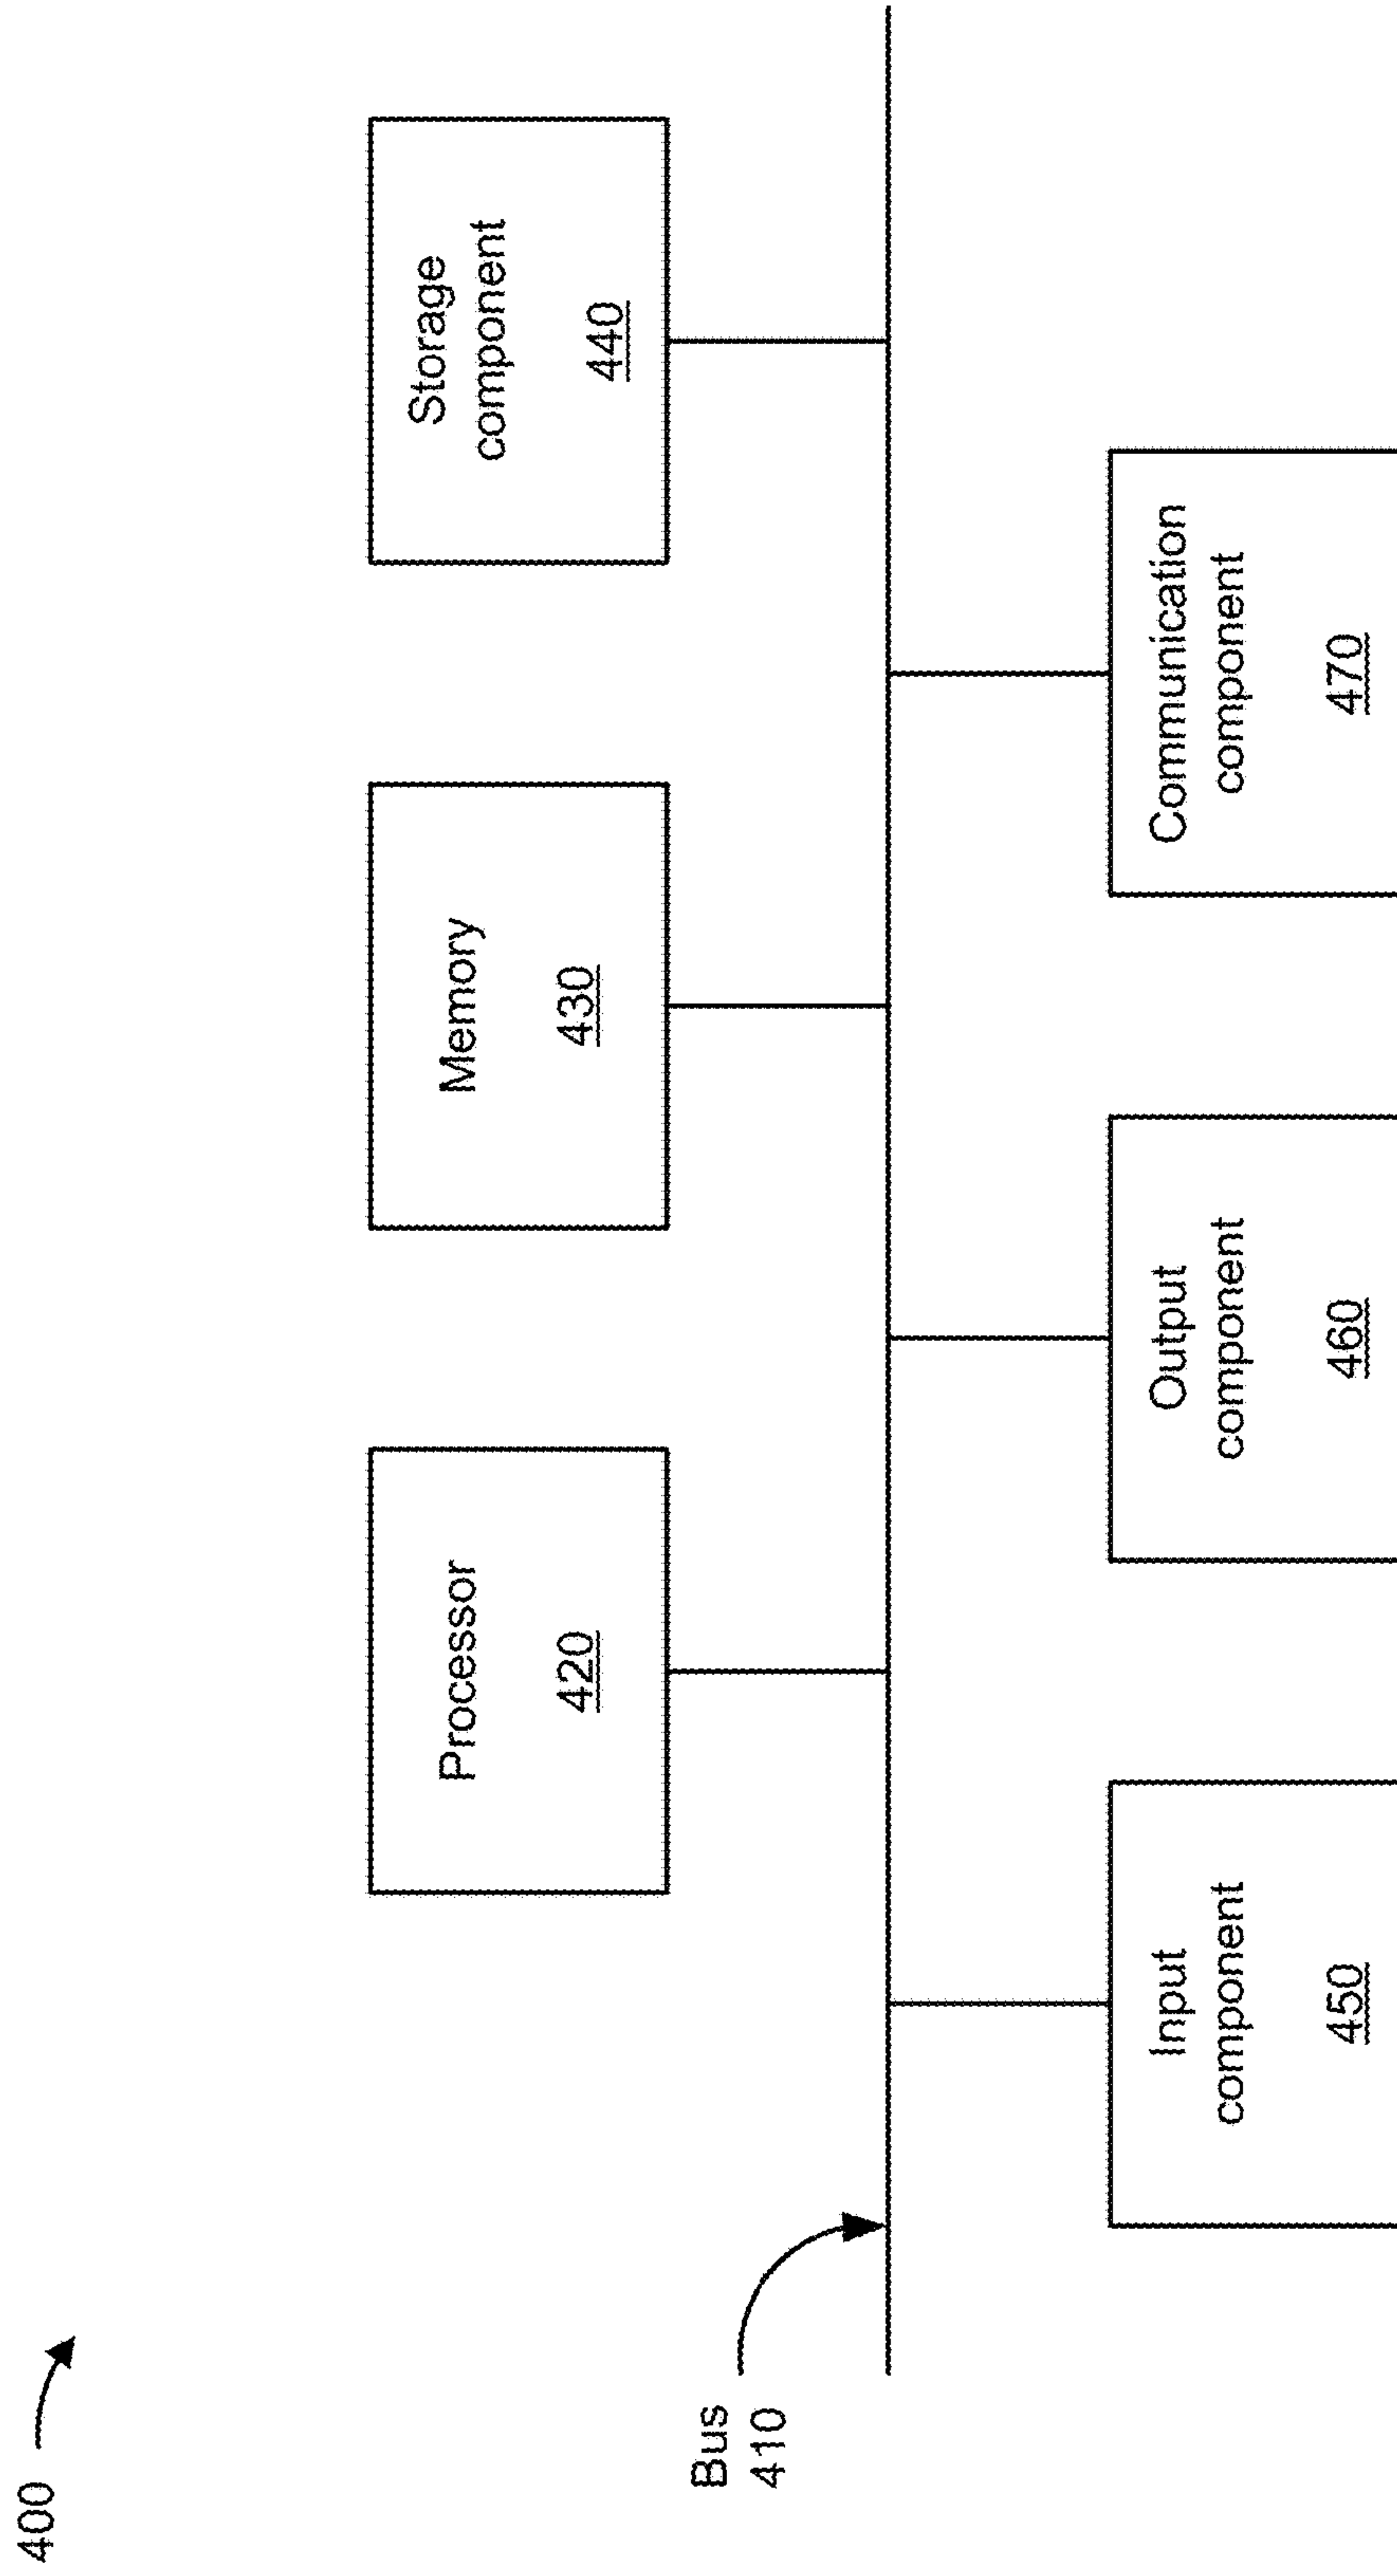 400
Processor
420
Memory
430
Storage
component
440
Bus
410
Input
component
450
Output
component
460
Communication
component
470